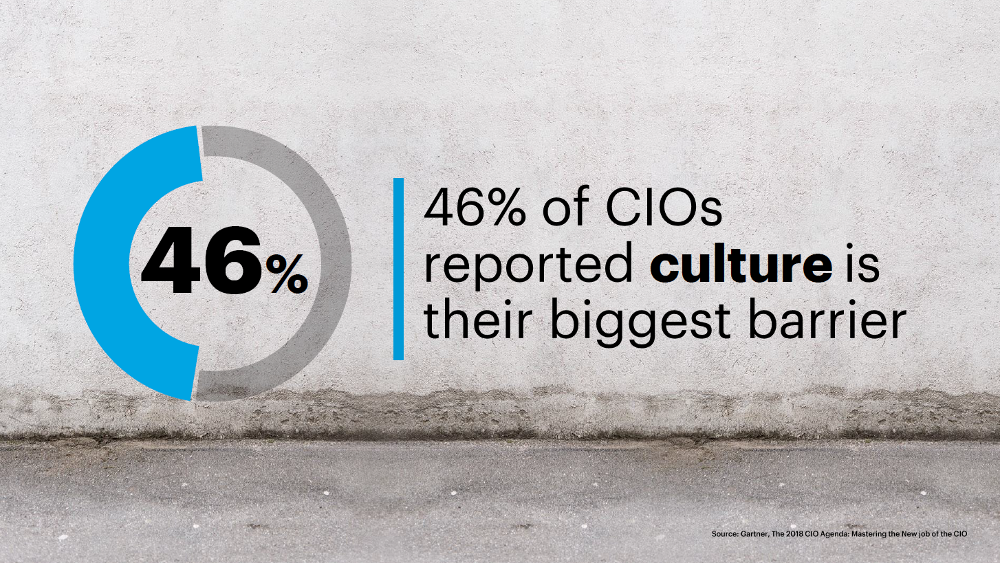 46%
46% of CIOs
reported culture is
their biggest barrier
Source: Gartner, The 2018 CIO Agenda: Mastering the New job of the CIO